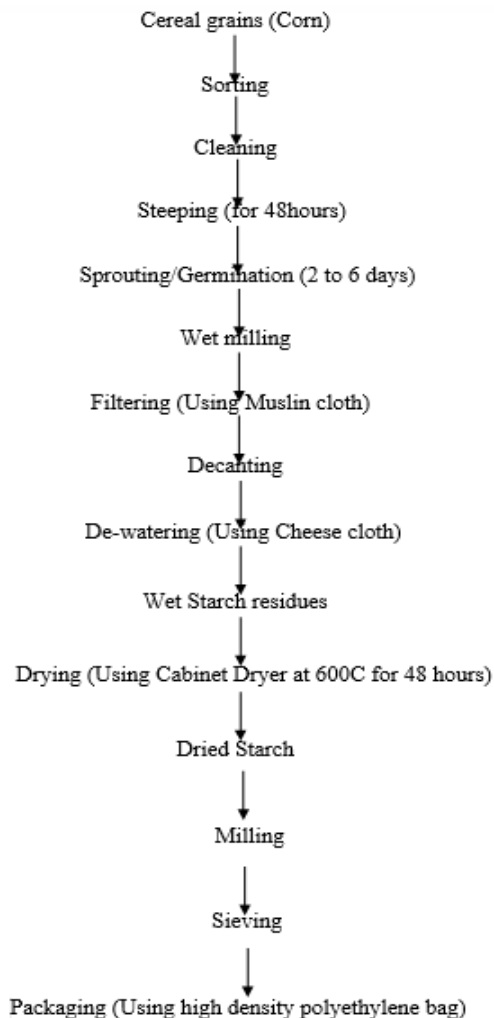 Cereal grains (Corn)
Sorting
Cleaning
Steeping (for 48hours)
Sprouting/Germination (2 to 6 days)
Wet milling
Filtering (Using Muslin cloth)
Decanting
De-watering (Using Cheese cloth)
Wet Starch residues
Drying (Using Cabinet Dryer at 600C for 48 hours)
Dried Starch
Milling
Sieving
Packaging (Using high density polyethylene bag)